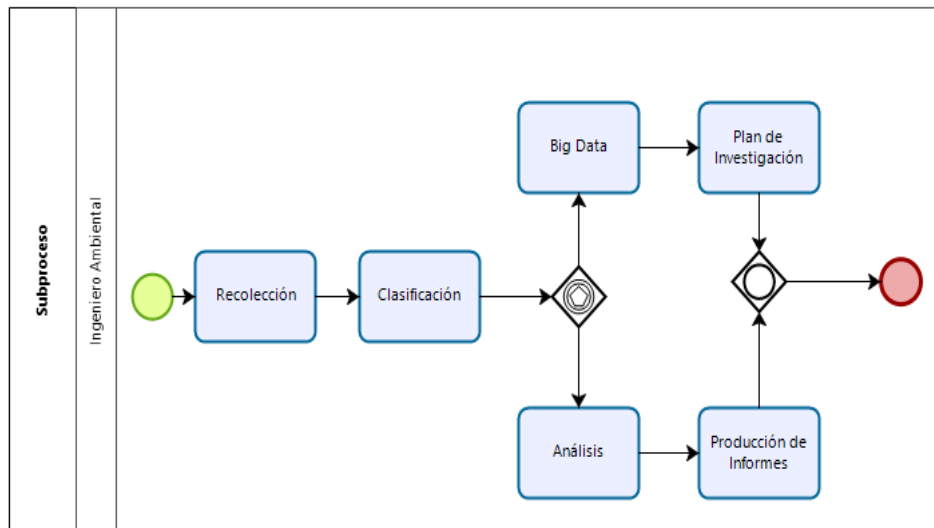 Subproceso
Ingeniero Ambiental
Recolección
Clasificación
Big Data
Plan de
Investigación
Análisis
Producción de
Informes